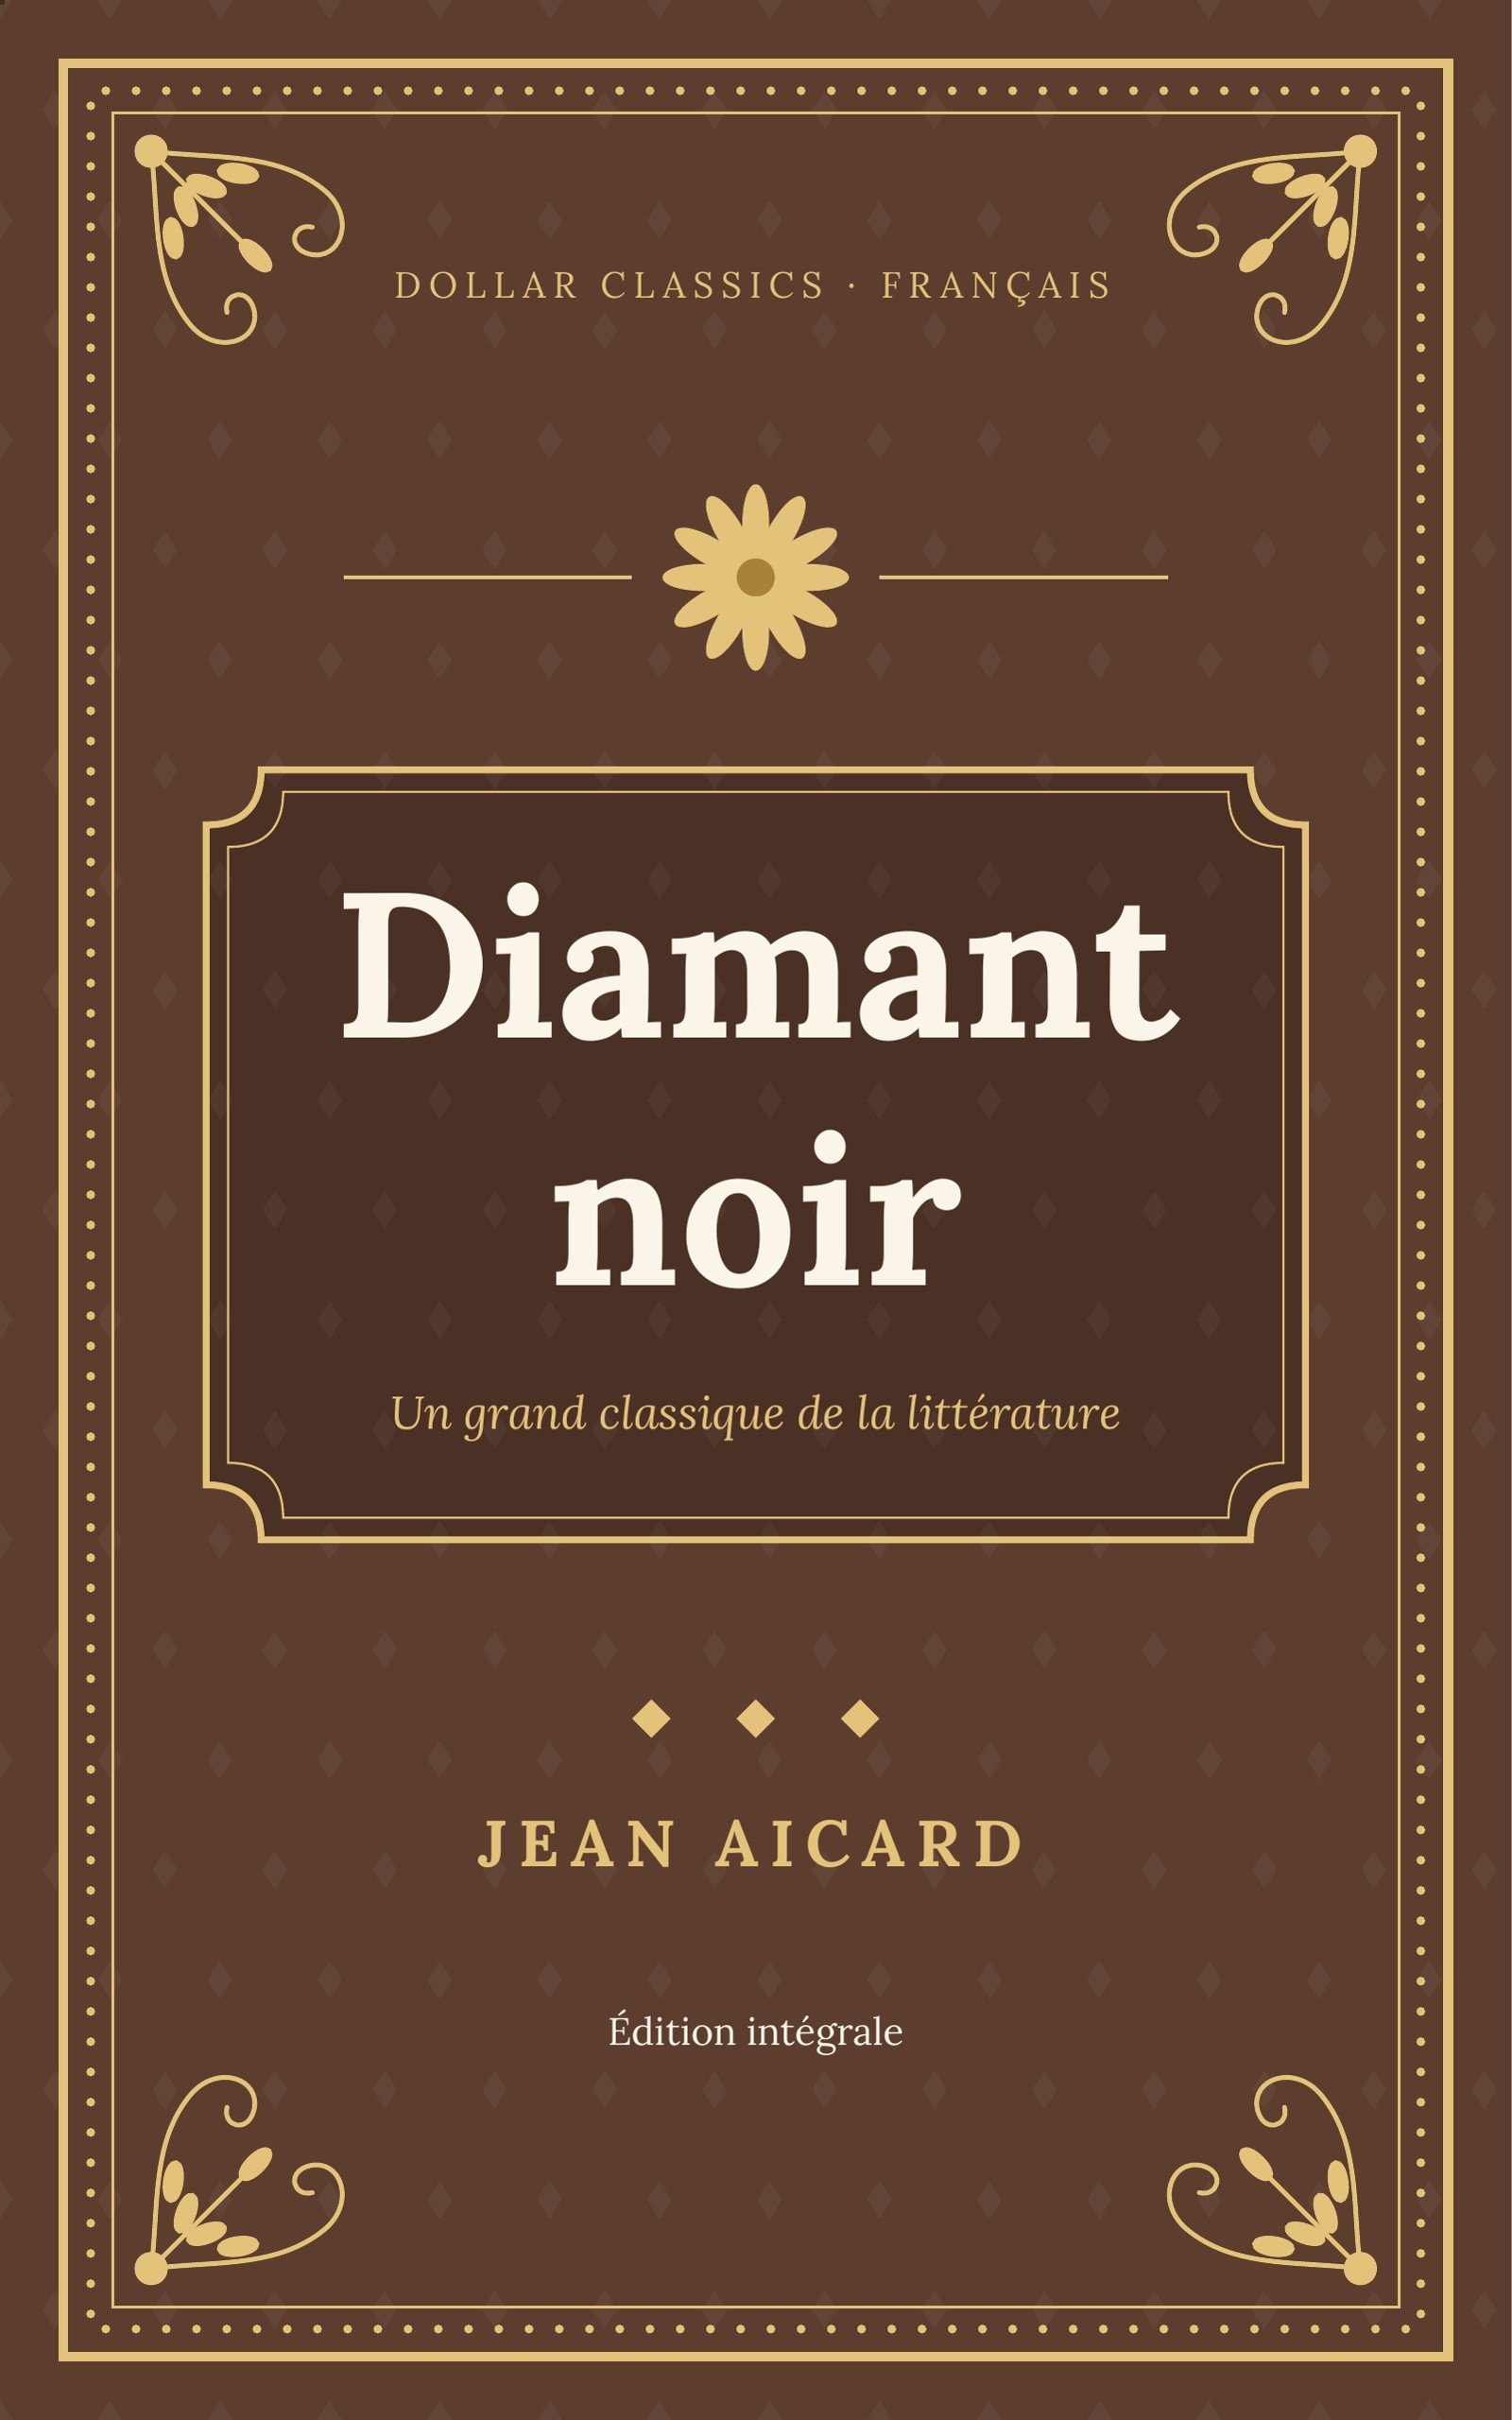 DOLLAR CLASSICS · FRANÇAIS
Diamant
noir
Un grand classique de la littérature
JEAN AICARD
Édition intégrale